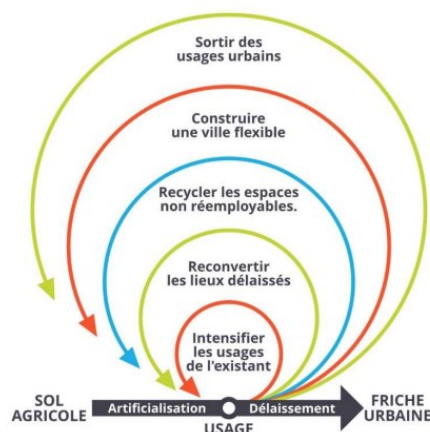 Sortir des
usages urbains
Construire
une ville flexible
Recycler les espaces
non réemployables.
Reconvertir
les lieux délaissés
Intensifier
les usages
de l'existant
SOL
AGRICOLE
Artificialisation
Délaissement
FRICHE
URBAINE
USAGE